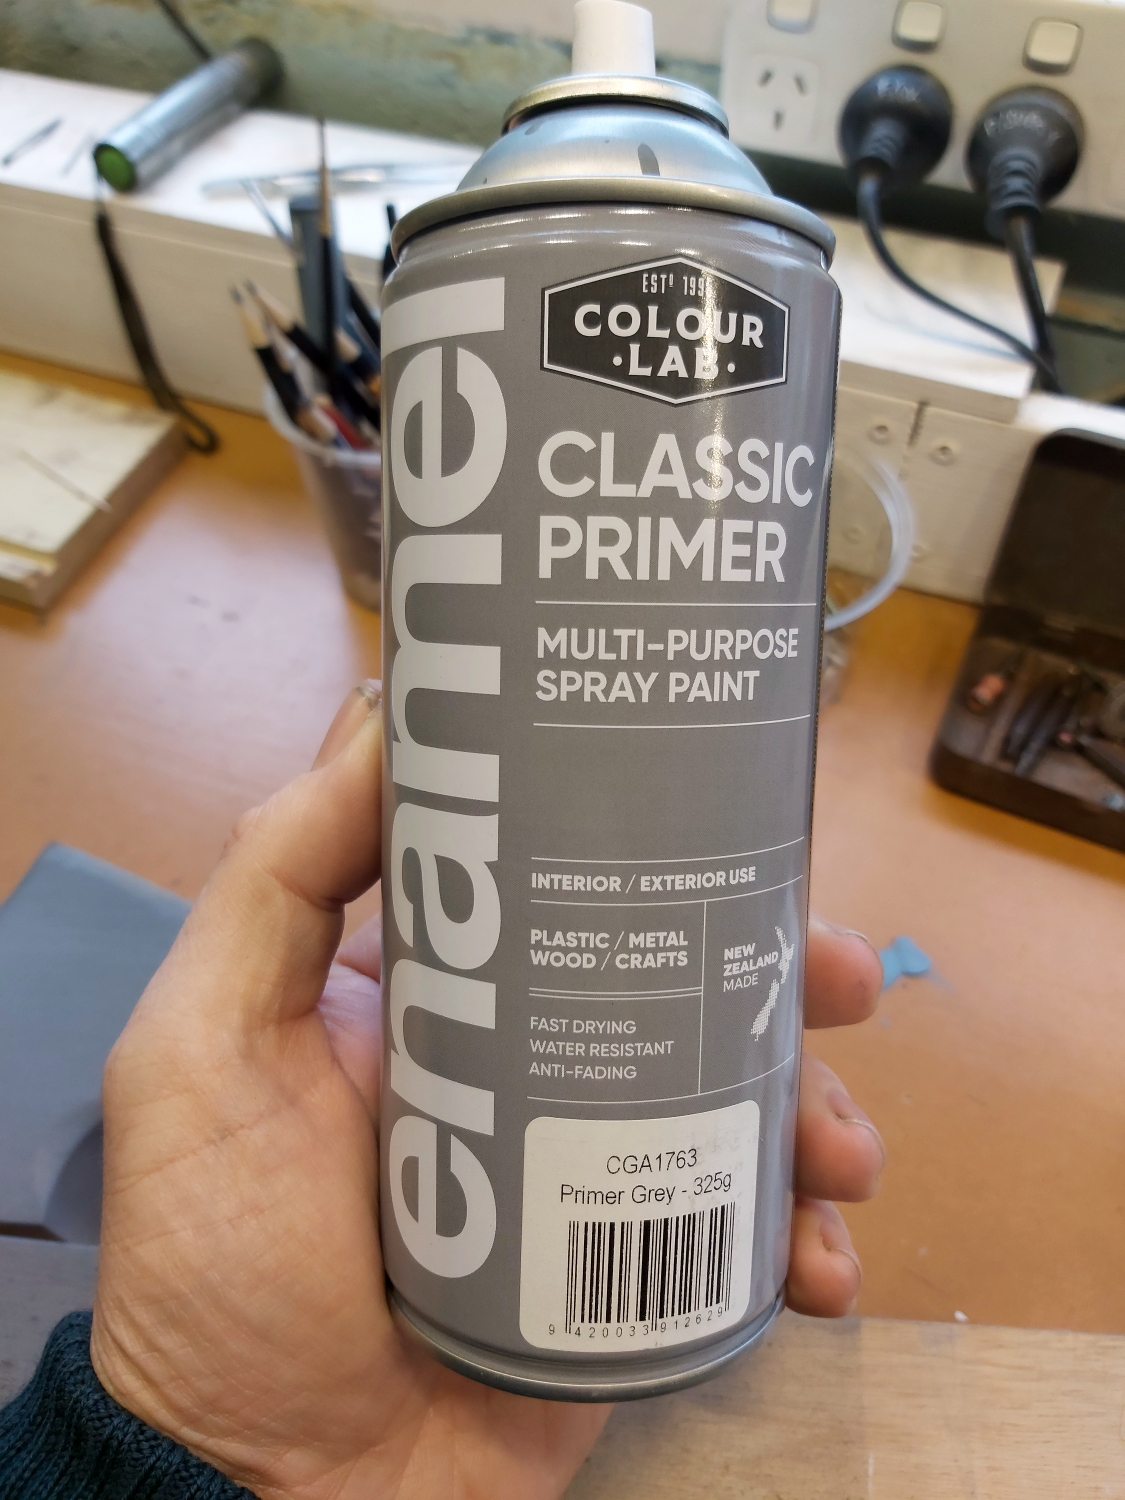 ESTD 199
COLOUR
·LAB·
enamel
CLASSIC
PRIMER
MULTI-PURPOSE
SPRAY PAINT
INTERIOR / EXTERIOR USE
PLASTIC / METAL
WOOD / CRAFTS
NEW
ZEALAND
MADE
FAST DRYING
WATER RESISTANT
ANTI-FADING
CGA1763
Primer Grey - 325g
9 420033 912629